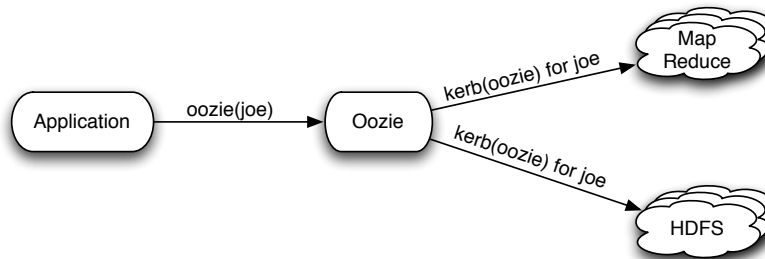 Application
oozie(joe)
Oozie
kerb(oozie) for joe
Map
Reduce
kerb(oozie) for joe
HDFS